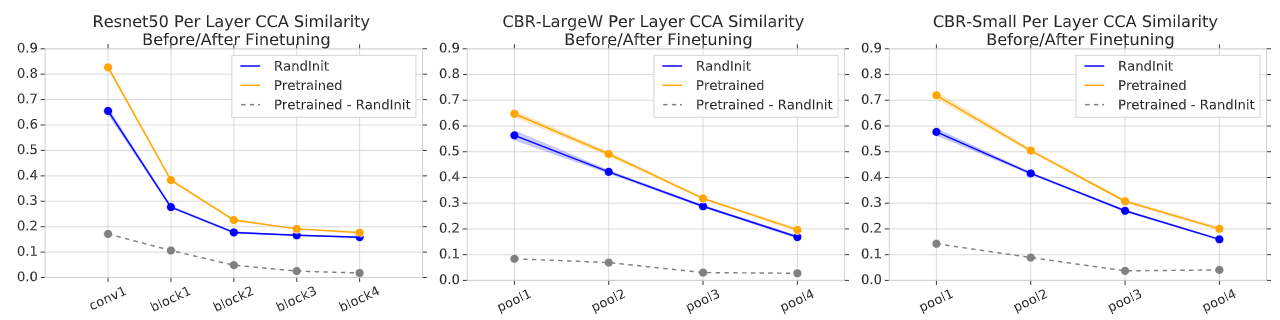 Resnet50 Per Layer CCA Similarity
Before/After Finetuning
0.9
0.8
0.7
0.6
0.5
0.4
0.3
0.2
0.1
0.0
RandInit
Pretrained
Pretrained - RandInit
conv1
block1
block2
block3
block4
CBR-LargeW Per Layer CCA Similarity
Before/After Finetuning
0.9
0.8
0.7
0.6
0.5
0.4
0.3
0.2
0.1
0.0
RandInit
Pretrained
Pretrained - RandInit
pool1
pool2
pool3
pool4
CBR-Small Per Layer CCA Similarity
Before/After Finetuning
0.9
0.8
0.7
0.6
0.5
0.4
0.3
0.2
0.1
0.0
RandInit
Pretrained
Pretrained - RandInit
pool1
pool2
pool3
pool4